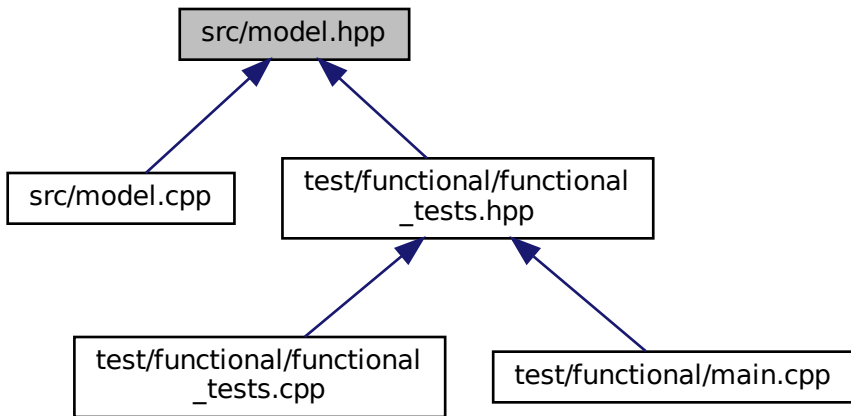 src/model.hpp
src/model.cpp
test/functional/functional
_tests.hpp
test/functional/functional
_tests.cpp
test/functional/main.cpp